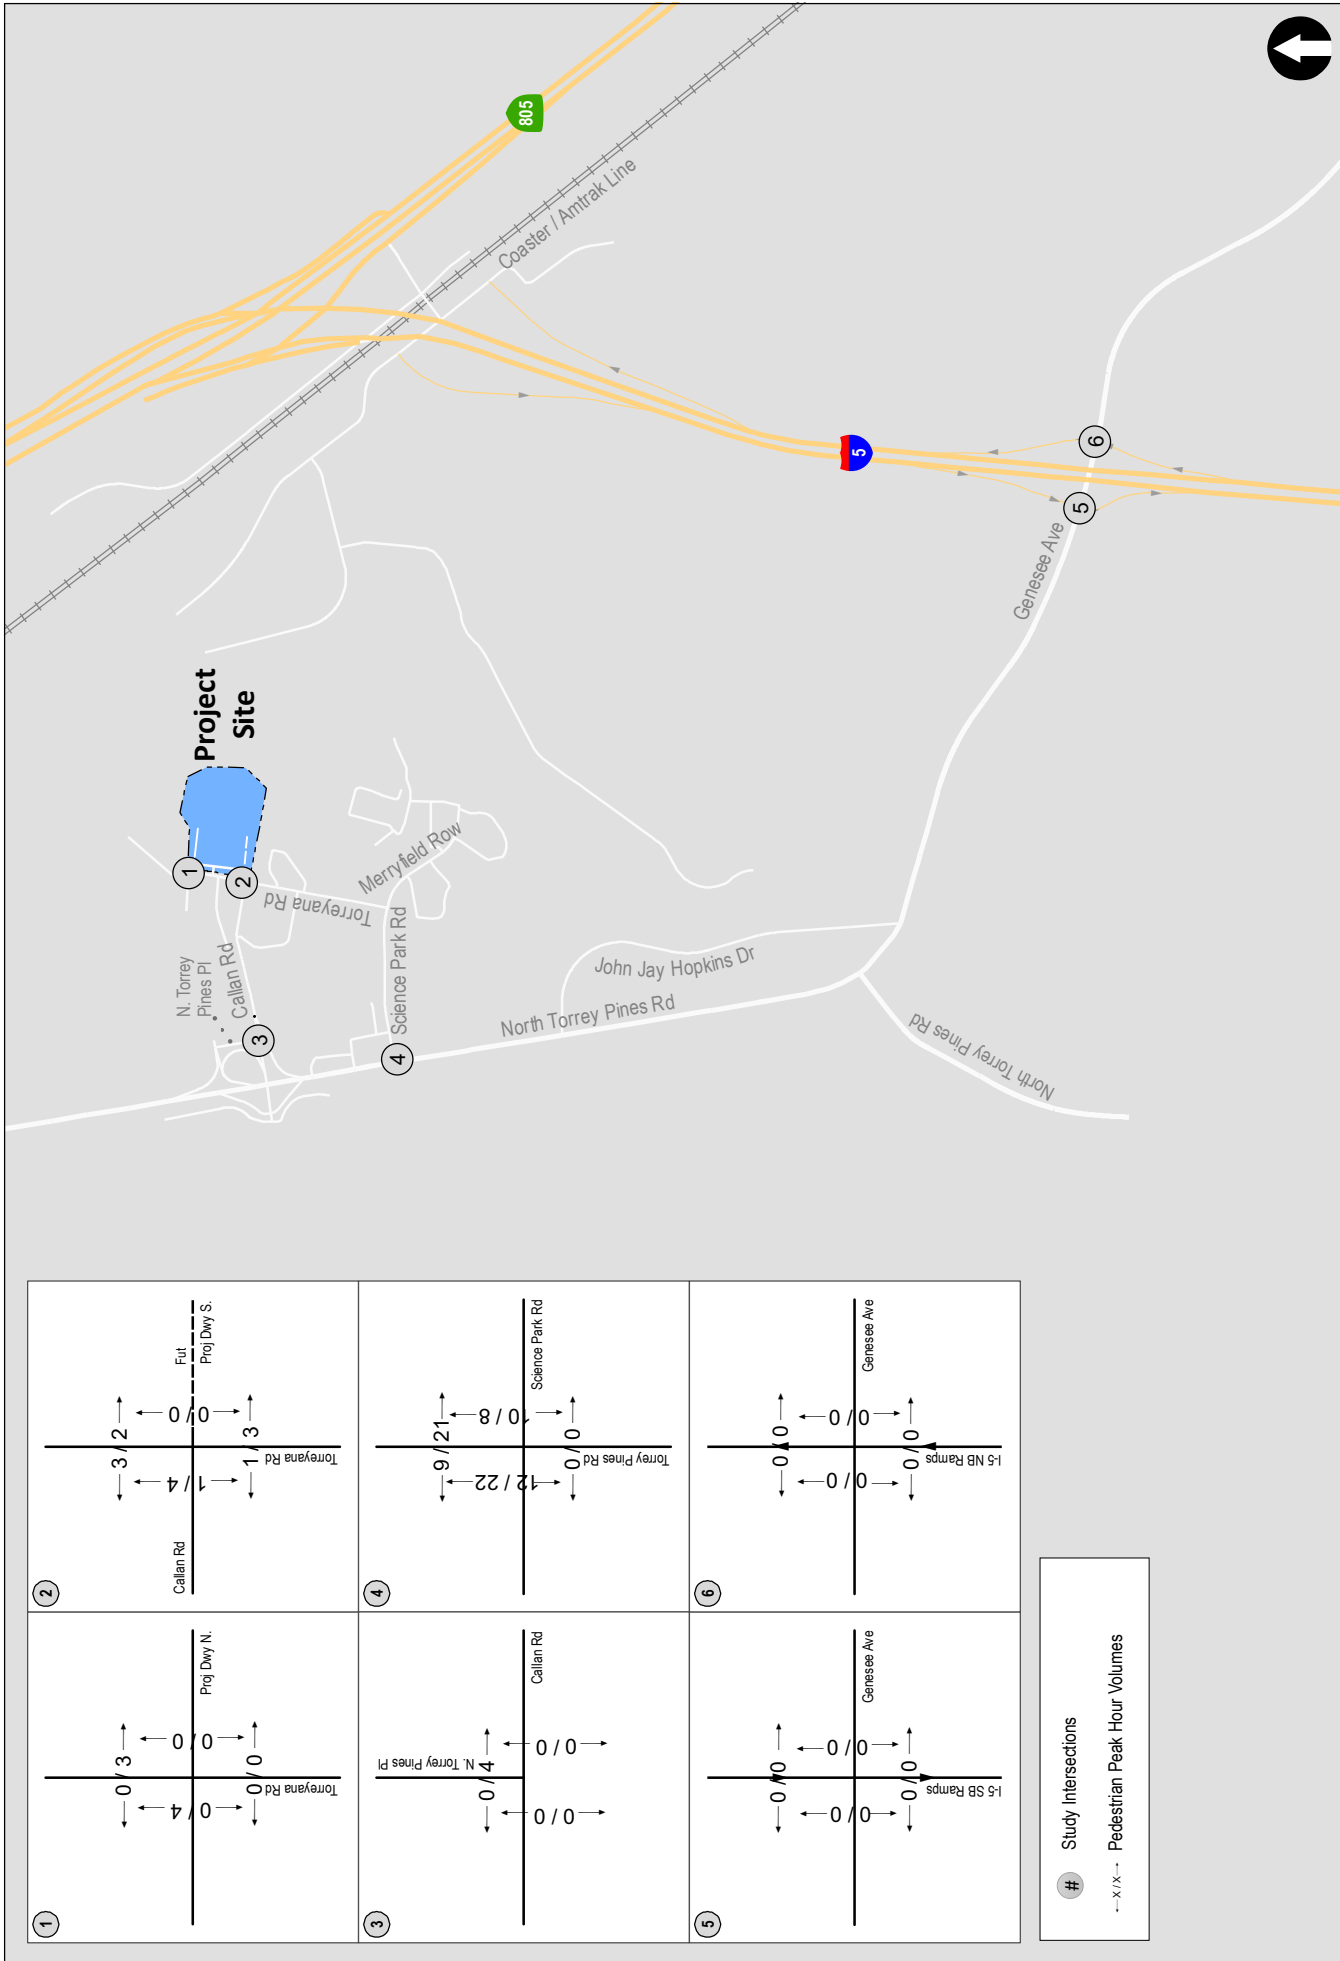 805
Coaster / Amtrak Line
5
6
5
Genesee Ave
Project
Site
1
2
Torreyana Rd
Merryfield Row
N. Torrey
Pines Pl
Callan Rd
Science Park Rd
John Jay Hopkins Dr
3
4
North Torrey Pines Rd
North Torrey Pines Rd
1
Proj Dwy N.
Torreyana Rd
0 / 3
0 / 0
0 / 0
0 / 4
2
Callan Rd
Fut
Proj Dwy S.
Torreyana Rd
3 / 2
0 / 0
1 / 3
1 / 4
3
N. Torrey Pines Pl
Callan Rd
0 / 4
0 / 0
0 / 0
4
Science Park Rd
Torrey Pines Rd
9 / 21
10 / 8
0 / 0
12 / 22
5
Genesee Ave
I-5 SB Ramps
0 / 0
0 / 0
0 / 0
0 / 0
6
Genesee Ave
I-5 NB Ramps
0 / 0
0 / 0
0 / 0
0 / 0
# Study Intersections
x / x Pedestrian Peak Hour Volumes